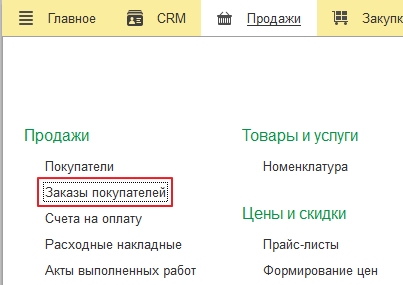 Главное CRM Продажи Закупк
Продажи
Покупатели
Заказы покупателей
Счета на оплату
Расходные накладные
Акты выполненных работ
Товары и услуги
Номенклатура
Цены и скидки
Прайс-листы
Формирование цен